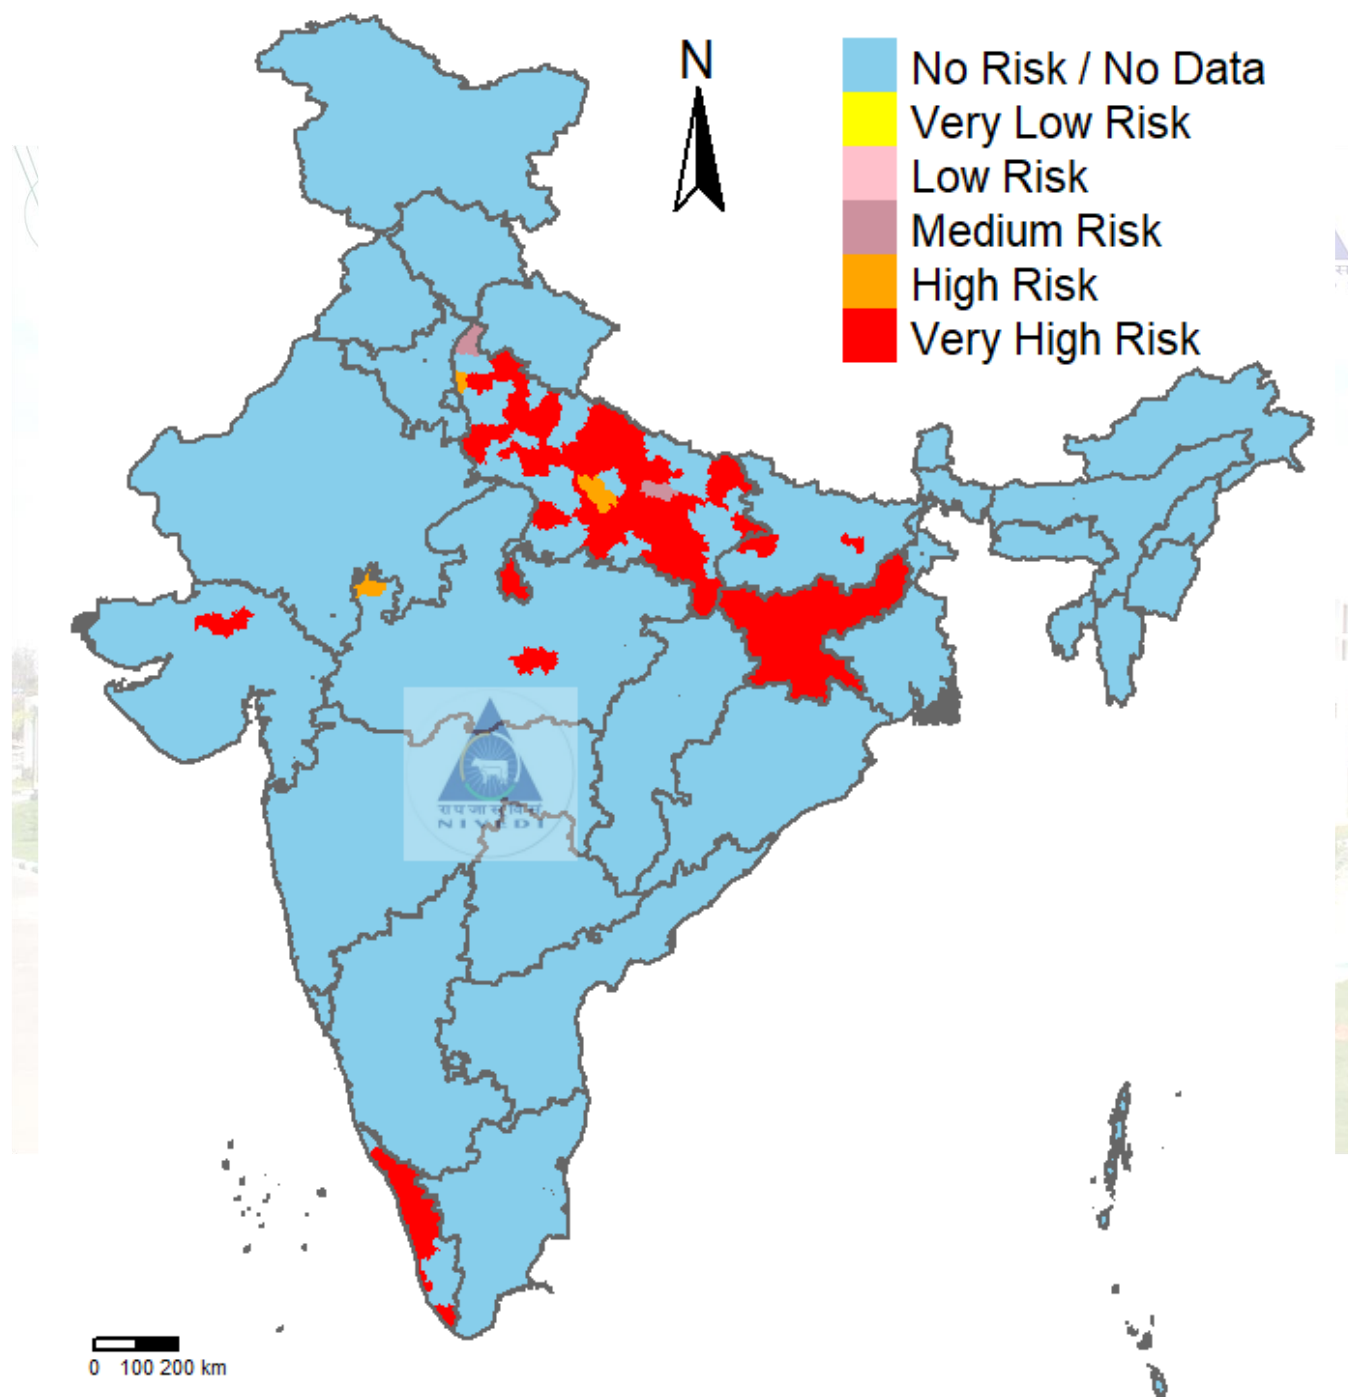 N
No Risk / No Data
Very Low Risk
Low Risk
Medium Risk
High Risk
Very High Risk
NIVEDI
0 100 200 km